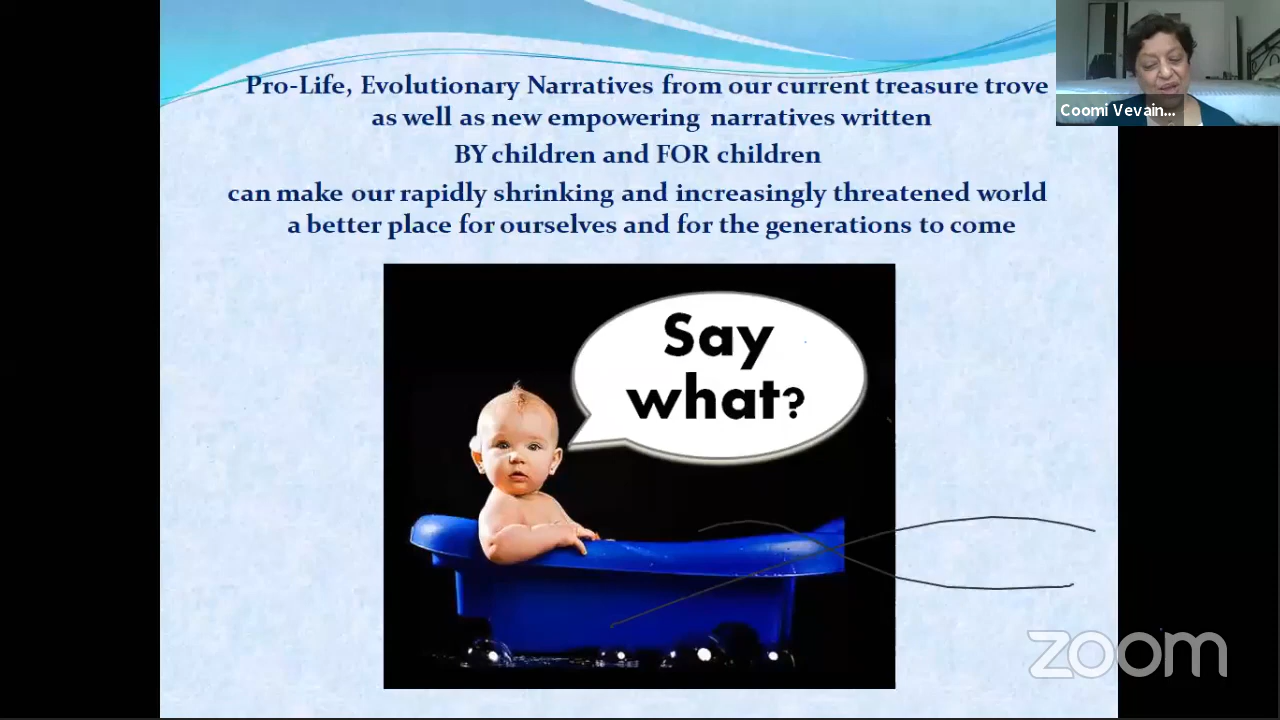 Pro-Life, Evolutionary Narratives from our current treasure trove
as well as new empowering narratives written
BY children and FOR children
can make our rapidly shrinking and increasingly threatened world
a better place for ourselves and for the generations to come
Coomi Vevain...
Say
what?
zoom